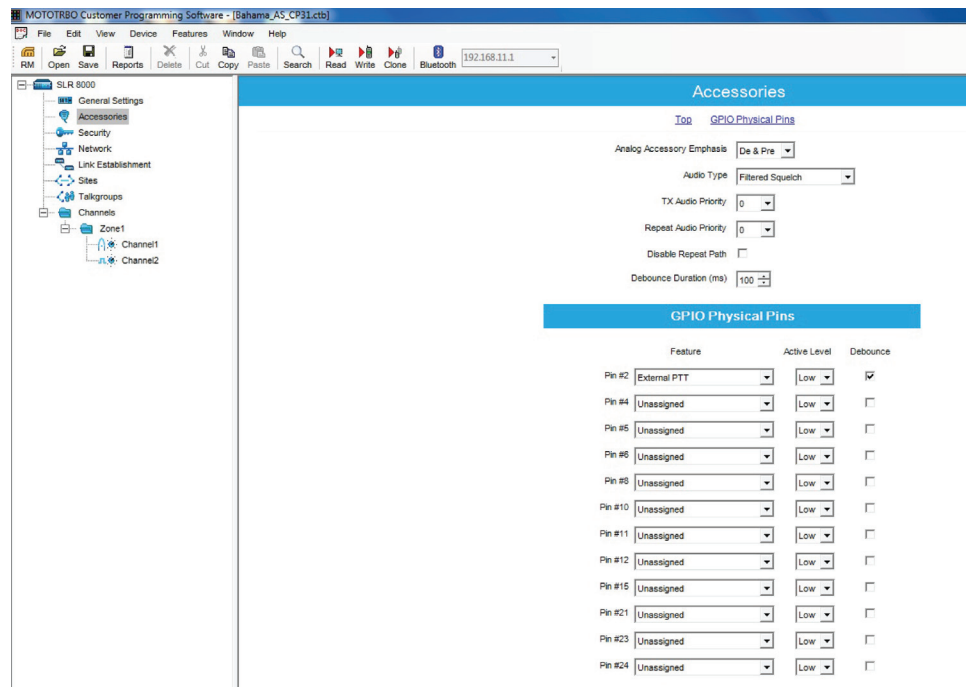 MOTOTRBO Customer Programming Software - [Bahama_AS_CP31.ctb]
File Edit View Device Features Window Help
RM Open Save Reports Delete Cut Copy Paste Search Read Write Clone Bluetooth 192.168.11.1
SLR 8000
General Settings
Accessories
Security
Network
Link Establishment
Sites
Talkgroups
Channels
Zone1
Channel1
Channel2
Accessories
Top GPIO Physical Pins
Analog Accessory Emphasis De & Pre
Audio Type Filtered Squelch
TX Audio Priority 0
Repeat Audio Priority 0
Disable Repeat Path
Debounce Duration (ms) 100
GPIO Physical Pins
Feature Active Level Debounce
Pin #2 External PTT Low
Pin #4 Unassigned Low
Pin #5 Unassigned Low
Pin #6 Unassigned Low
Pin #8 Unassigned Low
Pin #10 Unassigned Low
Pin #11 Unassigned Low
Pin #12 Unassigned Low
Pin #15 Unassigned Low
Pin #21 Unassigned Low
Pin #23 Unassigned Low
Pin #24 Unassigned Low